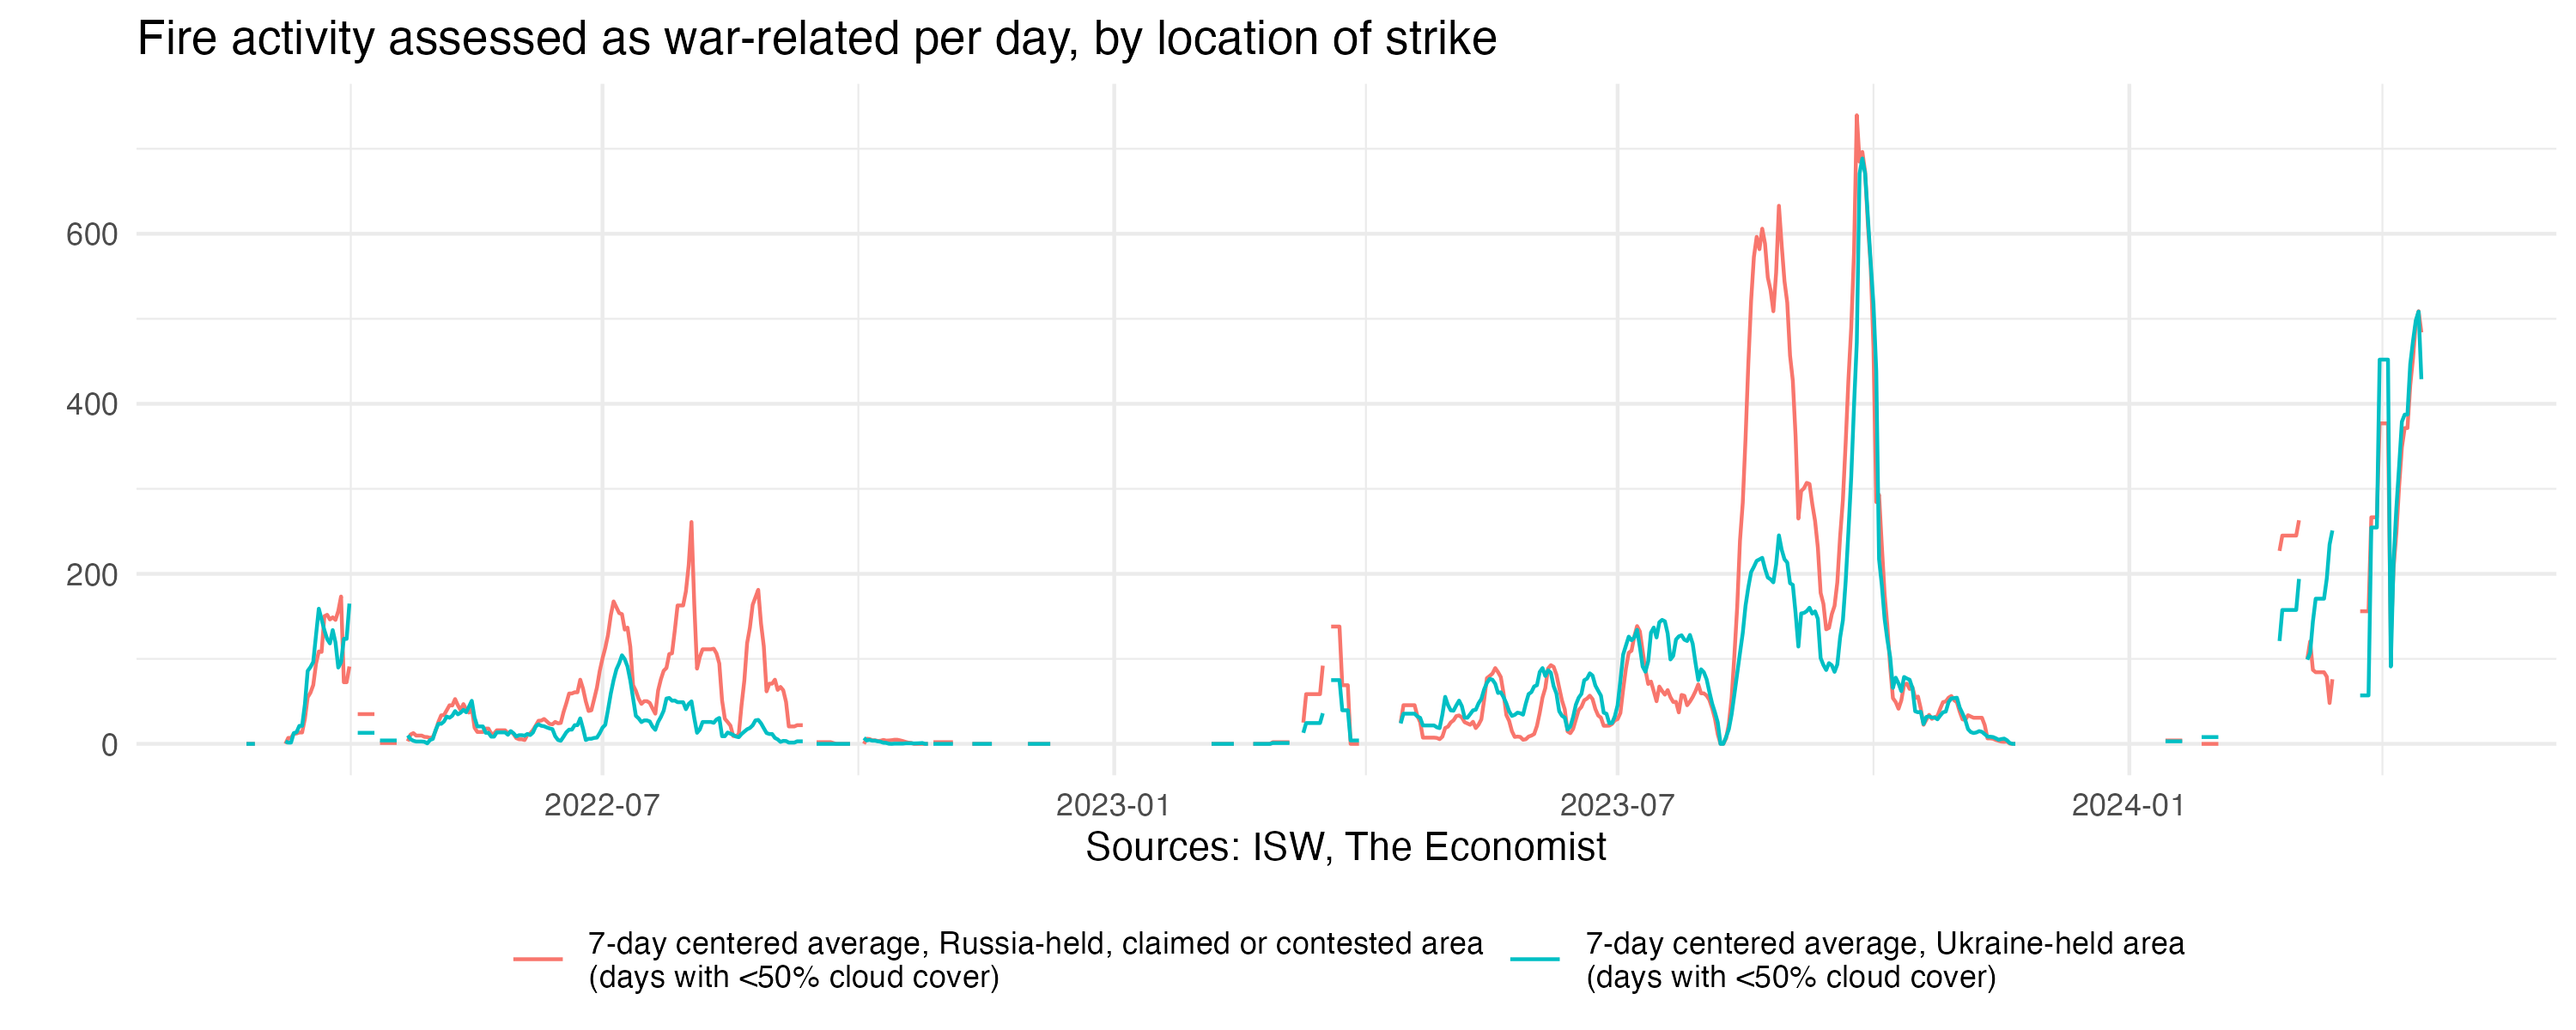 Fire activity assessed as war-related per day, by location of strike
600
400
200
0
2022-07
2023-01
2023-07
2024-01
Sources: ISW, The Economist
7-day centered average, Russia-held, claimed or contested area
(days with <50% cloud cover)
7-day centered average, Ukraine-held area
(days with <50% cloud cover)